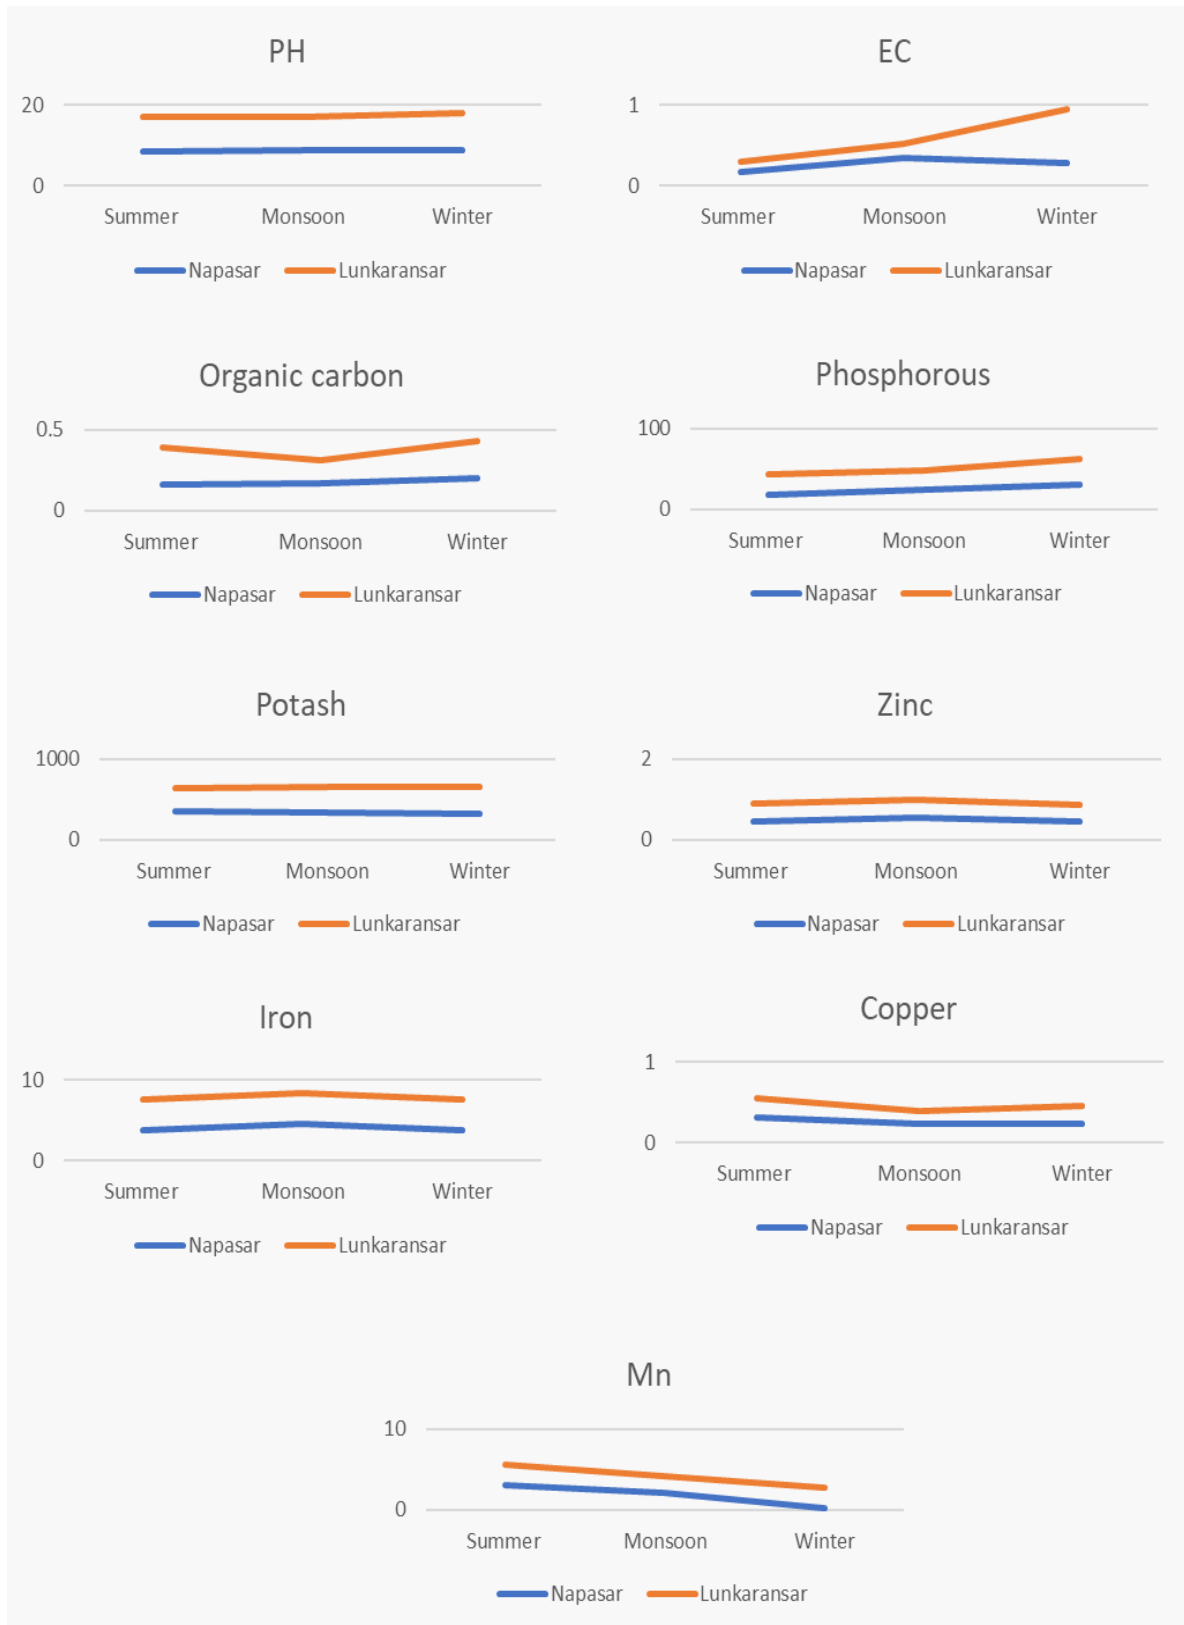 PH
20
0
Summer Monsoon Winter
Napasar Lunkaransar
EC
1
0
Summer Monsoon Winter
Napasar Lunkaransar
Organic carbon
0.5
0
Summer Monsoon Winter
Napasar Lunkaransar
Phosphorous
100
0
Summer Monsoon Winter
Napasar Lunkaransar
Potash
1000
0
Summer Monsoon Winter
Napasar Lunkaransar
Zinc
2
0
Summer Monsoon Winter
Napasar Lunkaransar
Iron
10
0
Summer Monsoon Winter
Napasar Lunkaransar
Copper
1
0
Summer Monsoon Winter
Napasar Lunkaransar
Mn
10
0
Summer Monsoon Winter
Napasar Lunkaransar